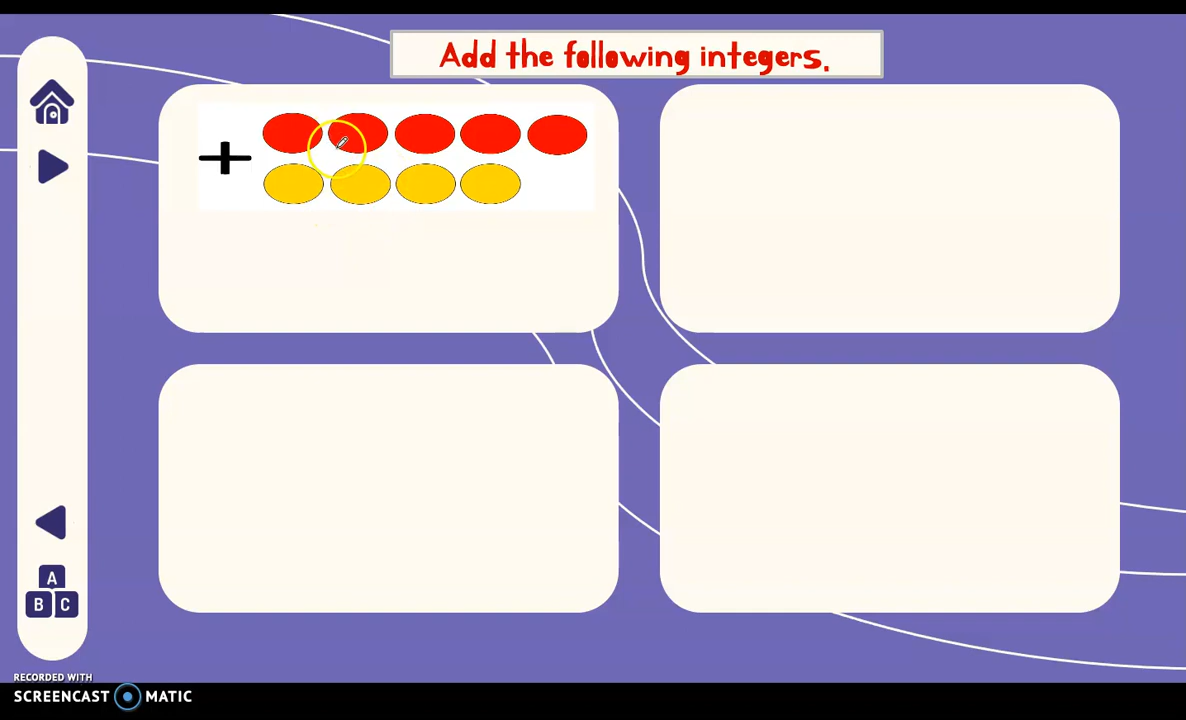 Add the following integers.
+
A
B C
RECORDED WITH
SCREENCAST MATIC